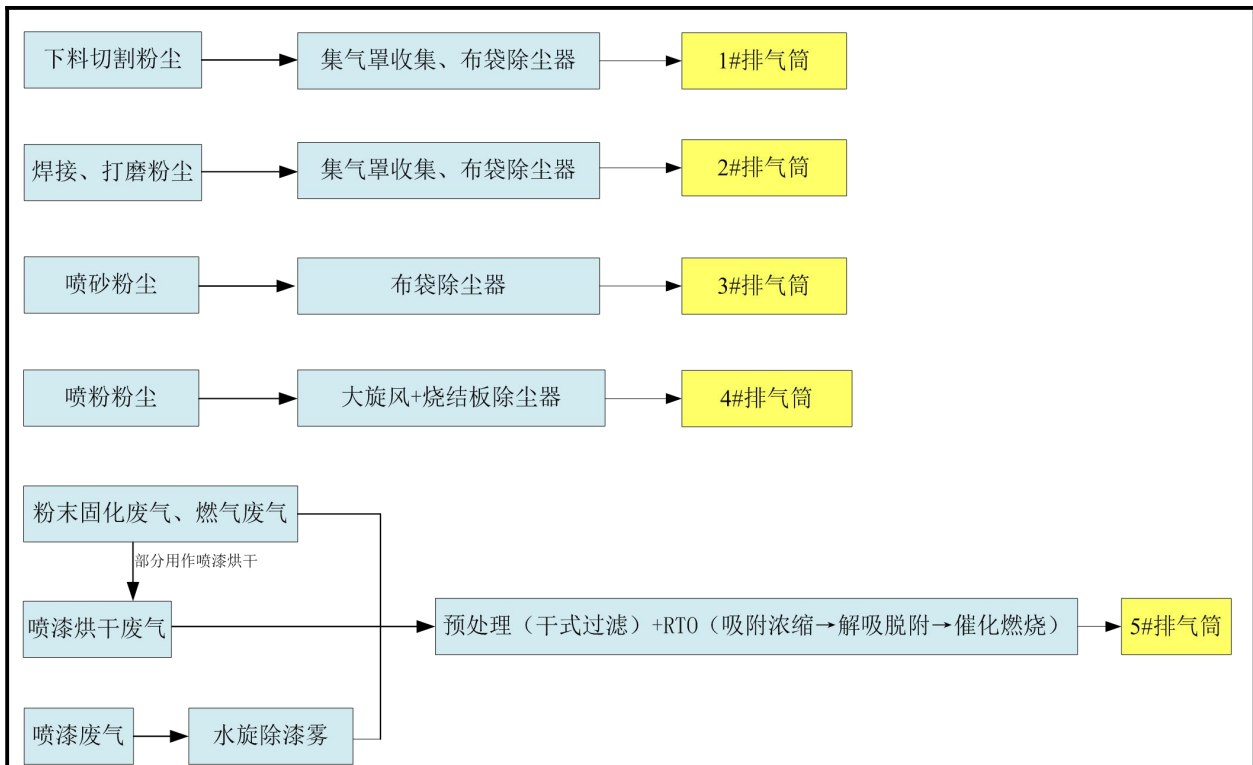 下料切割粉尘
集气罩收集、布袋除尘器
1#排气筒
焊接、打磨粉尘
集气罩收集、布袋除尘器
2#排气筒
喷砂粉尘
布袋除尘器
3#排气筒
喷粉粉尘
大旋风+烧结板除尘器
4#排气筒
粉末固化废气、燃气废气
部分用作喷漆烘干
喷漆烘干废气
预处理（干式过滤）+RTO（吸附浓缩→解吸脱附→催化燃烧）
5#排气筒
喷漆废气
水旋除漆雾